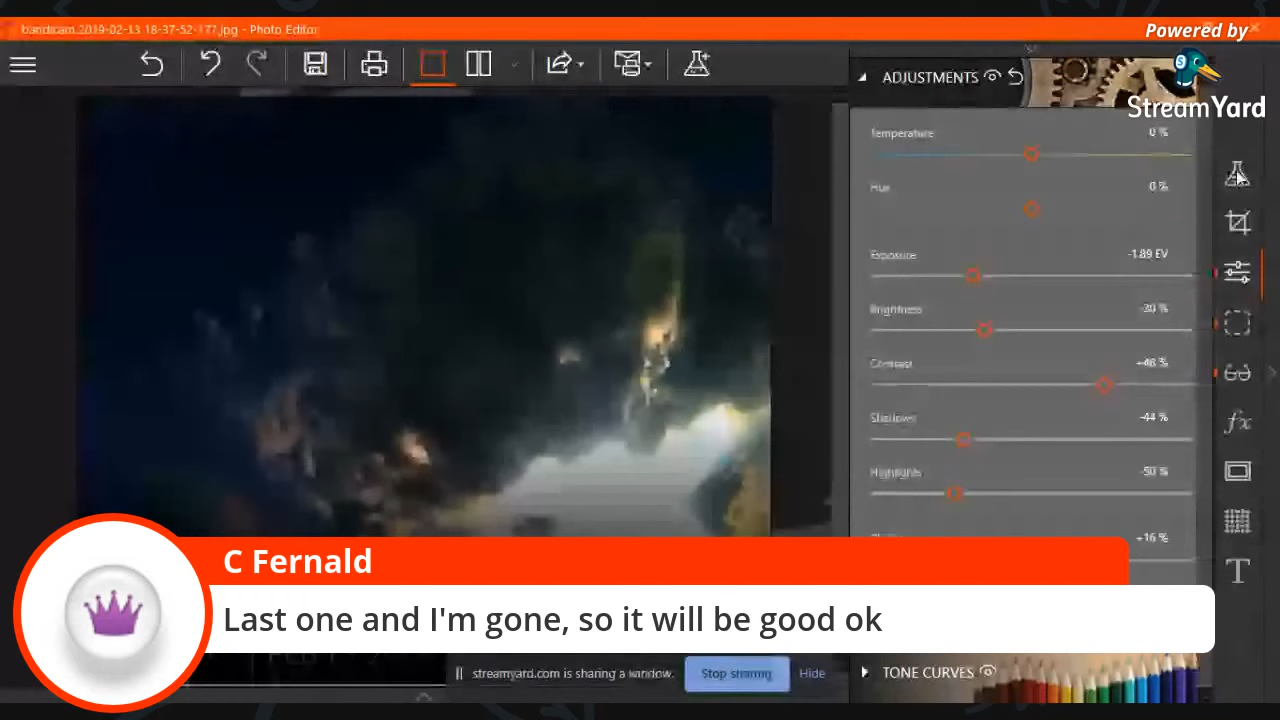 bandicam 2019-02-13 18-37-52-177.jpg - Photo Editor
Powered by
StreamYard
ADJUSTMENTS
Temperature 0 %
Hue 0 %
Exposure -1.89 EV
Brightness -30 %
Contrast +46 %
Shadows -44 %
Highlights -50 %
+16 %
fx
T
C Fernald
Last one and I'm gone, so it will be good ok
streamyard.com is sharing a window.
Stop sharing
Hide
TONE CURVES